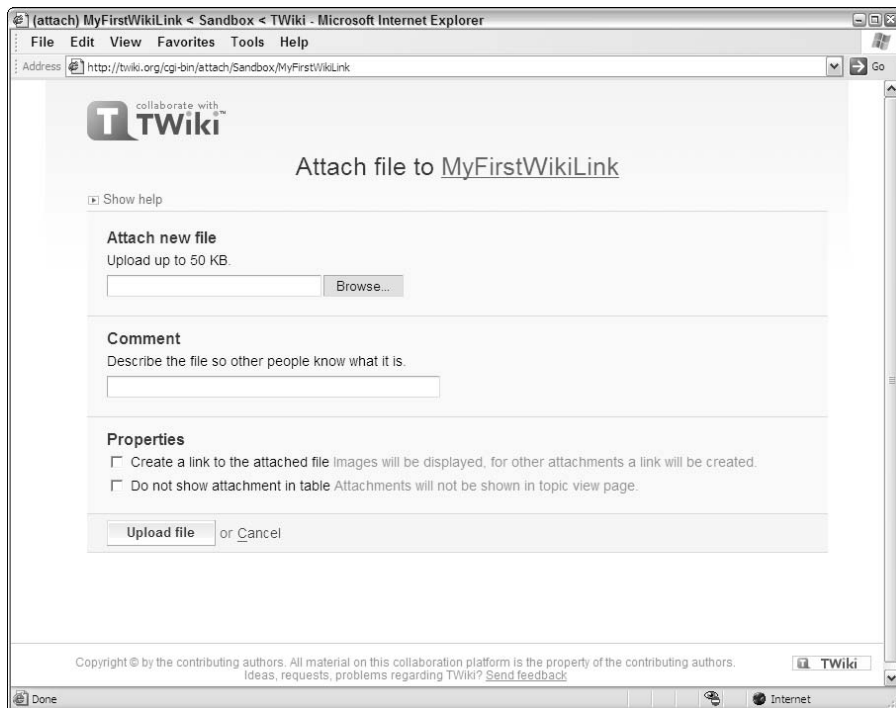 (attach) MyFirstWikiLink < Sandbox < TWiki - Microsoft Internet Explorer
File Edit View Favorites Tools Help
Address http://twiki.org/cgi-bin/attach/Sandbox/MyFirstWikiLink Go
collaborate with
TWiki™
Attach file to MyFirstWikiLink
Show help
Attach new file
Upload up to 50 KB.
Browse...
Comment
Describe the file so other people know what it is.
Properties
Create a link to the attached file Images will be displayed, for other attachments a link will be created.
Do not show attachment in table Attachments will not be shown in topic view page.
Upload file or Cancel
Copyright © by the contributing authors. All material on this collaboration platform is the property of the contributing authors.
Ideas, requests, problems regarding TWiki? Send feedback
T TWiki
Done Internet